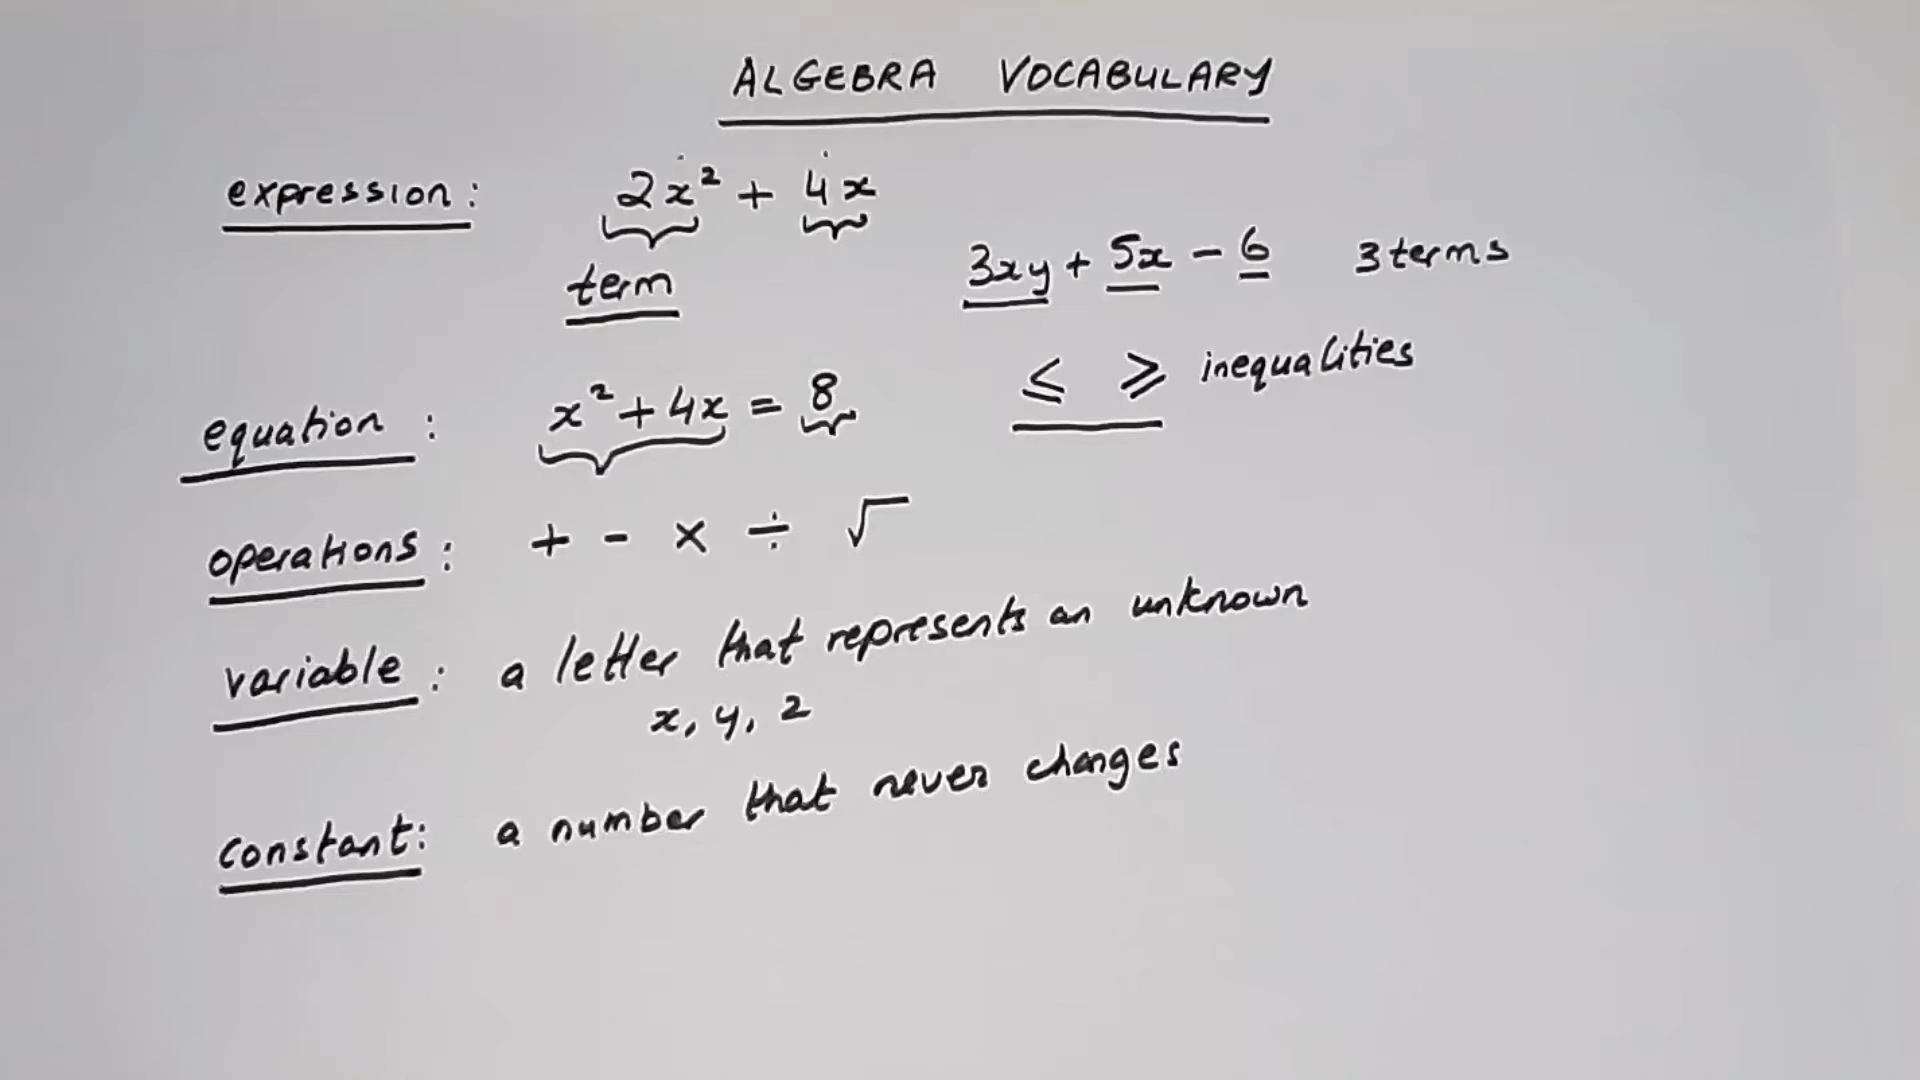 ALGEBRA VOCABULARY
expression: 2x² + 4x
term
3xy + 5x - 6 3 terms
≤ ≥ inequalities
equation: x² + 4x = 8
operations: + - × ÷ √
variable: a letter that represents an unknown
x, y, z
constant: a number that never changes